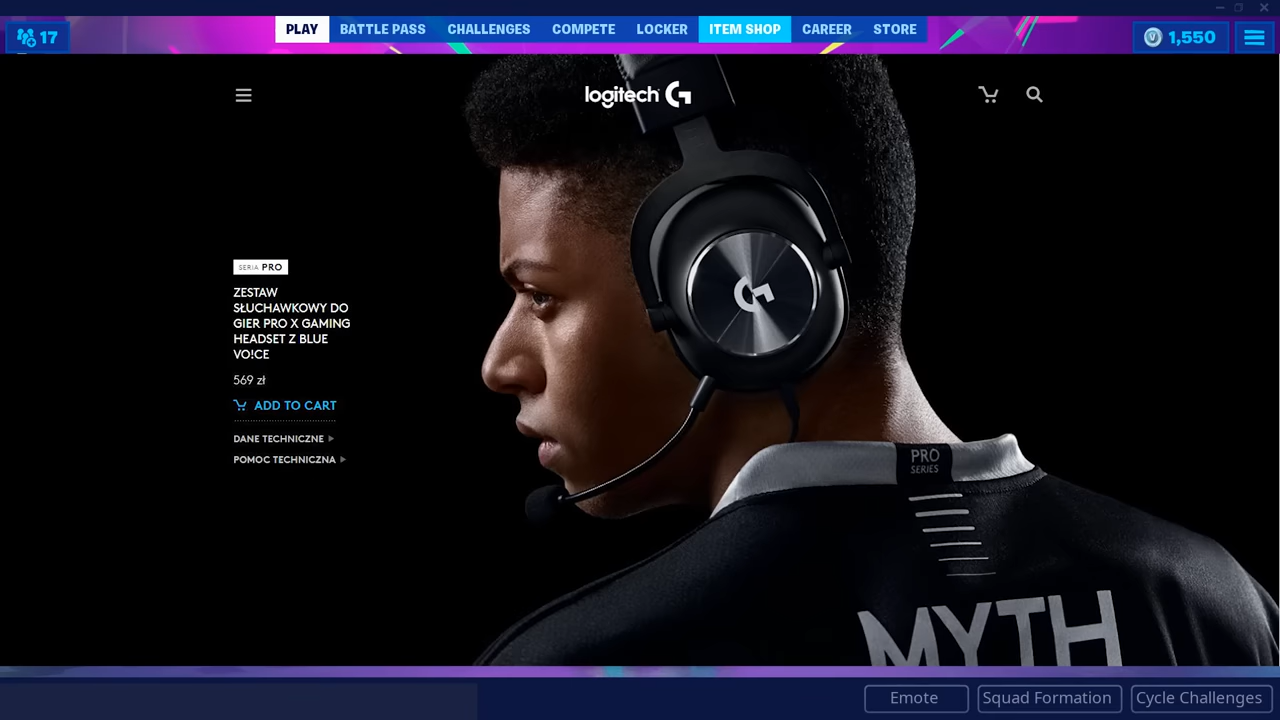 17
PLAY
BATTLE PASS
CHALLENGES
COMPETE
LOCKER
ITEM SHOP
CAREER
STORE
V 1,550
logitech G
SERIA PRO
ZESTAW
SŁUCHAWKOWY DO
GIER PRO X GAMING
HEADSET Z BLUE
VO!CE
569 zł
ADD TO CART
DANE TECHNICZNE
POMOC TECHNICZNA
G
PRO
SERIES
MYTH
Emote
Squad Formation
Cycle Challenges